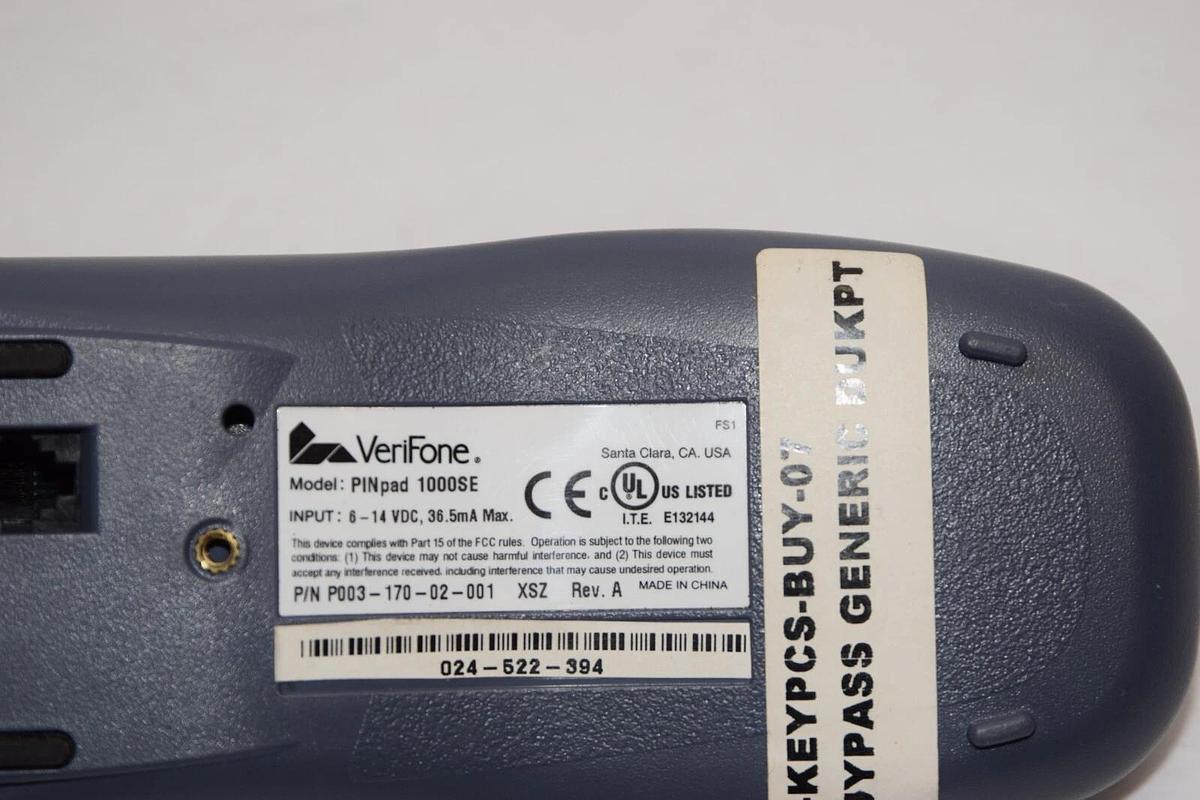 VeriFone®
FS1
Santa Clara, CA. USA
Model: PINpad 1000SE
INPUT: 6-14 VDC, 36.5mA Max.
CE
C UL US LISTED
I.T.E. E132144
This device complies with Part 15 of the FCC rules. Operation is subject to the following two
conditions: (1) This device may not cause harmful interference, and (2) This device must
accept any interference received, including interference that may cause undesired operation.
P/N P003-170-02-001 XSZ Rev. A MADE IN CHINA
024-522-394
-KEYPCS-BUY-07
BYPASS GENERIC DUKPT